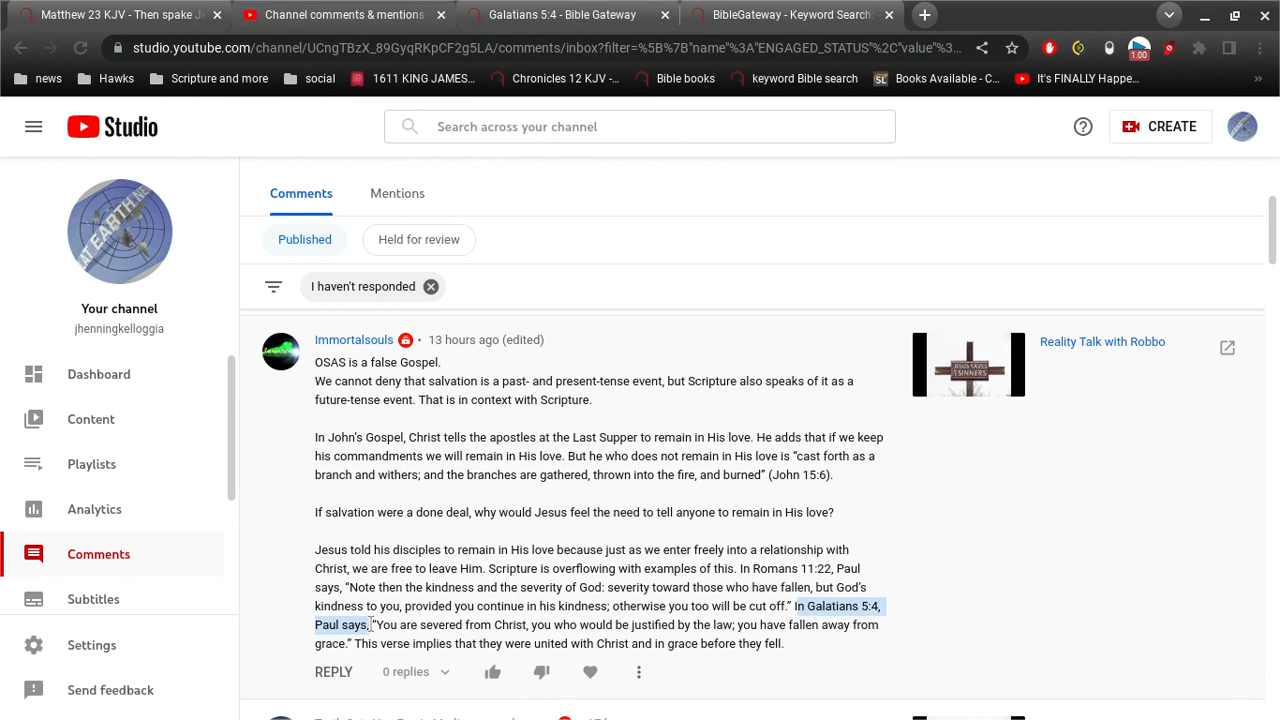 Matthew 23 KJV - Then spake Je
Channel comments & mentions
Galatians 5:4 - Bible Gateway
BibleGateway - Keyword Search:
studio.youtube.com/channel/UCngTBzX_89GyqRKpCF2g5LA/comments/inbox?filter=%5B%7B"name"%3A"ENGAGED_STATUS"%2C"value"%3...
1.00
news
Hawks
Scripture and more
social
1611 KING JAMES...
Chronicles 12 KJV -...
Bible books
keyword Bible search
SL
Books Available - C...
It's FINALLY Happe...
»
Studio
Search across your channel
CREATE
AT EARTH.NE
Your channel
jhenningkelloggia
Dashboard
Content
Playlists
Analytics
Comments
Subtitles
Settings
Send feedback
Comments
Mentions
Published
Held for review
I haven't responded
Immortalsouls • 13 hours ago (edited)
OSAS is a false Gospel.
We cannot deny that salvation is a past- and present-tense event, but Scripture also speaks of it as a
future-tense event. That is in context with Scripture.
In John’s Gospel, Christ tells the apostles at the Last Supper to remain in His love. He adds that if we keep
his commandments we will remain in His love. But he who does not remain in His love is “cast forth as a
branch and withers; and the branches are gathered, thrown into the fire, and burned” (John 15:6).
If salvation were a done deal, why would Jesus feel the need to tell anyone to remain in His love?
Jesus told his disciples to remain in His love because just as we enter freely into a relationship with
Christ, we are free to leave Him. Scripture is overflowing with examples of this. In Romans 11:22, Paul
says, “Note then the kindness and the severity of God: severity toward those who have fallen, but God’s
kindness to you, provided you continue in his kindness; otherwise you too will be cut off.” In Galatians 5:4,
Paul says, “You are severed from Christ, you who would be justified by the law; you have fallen away from
grace.” This verse implies that they were united with Christ and in grace before they fell.
REPLY
0 replies
JESUS SAVES
SINNERS
Reality Talk with Robbo